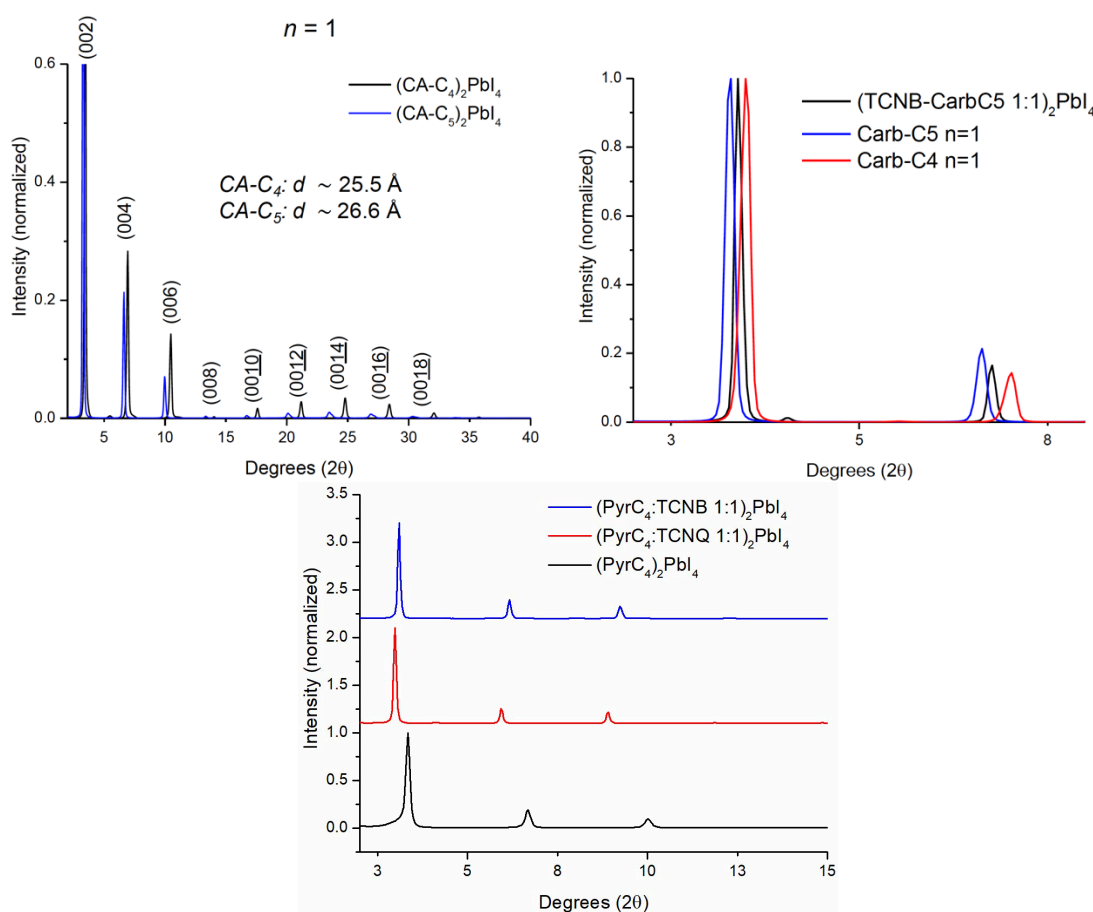 n = 1
(CA-C₄)₂PbI₄
(CA-C₅)₂PbI₄
CA-C₄: d ~ 25.5 Å
CA-C₅: d ~ 26.6 Å
(002)
(004)
(006)
(008)
(0010)
(0012)
(0014)
(0016)
(0018)
0.6
0.4
0.2
0.0
Intensity (normalized)
5 10 15 20 25 30 35 40
Degrees (2θ)
(TCNB-CarbC5 1:1)₂PbI₄
Carb-C5 n=1
Carb-C4 n=1
1.0
0.8
0.6
0.4
0.2
0.0
Intensity (normalized)
3 5 8
Degrees (2θ)
(PyrC₄:TCNB 1:1)₂PbI₄
(PyrC₄:TCNQ 1:1)₂PbI₄
(PyrC₄)₂PbI₄
3.5
3.0
2.5
2.0
1.5
1.0
0.5
0.0
Intensity (normalized)
3 5 8 10 13 15
Degrees (2θ)